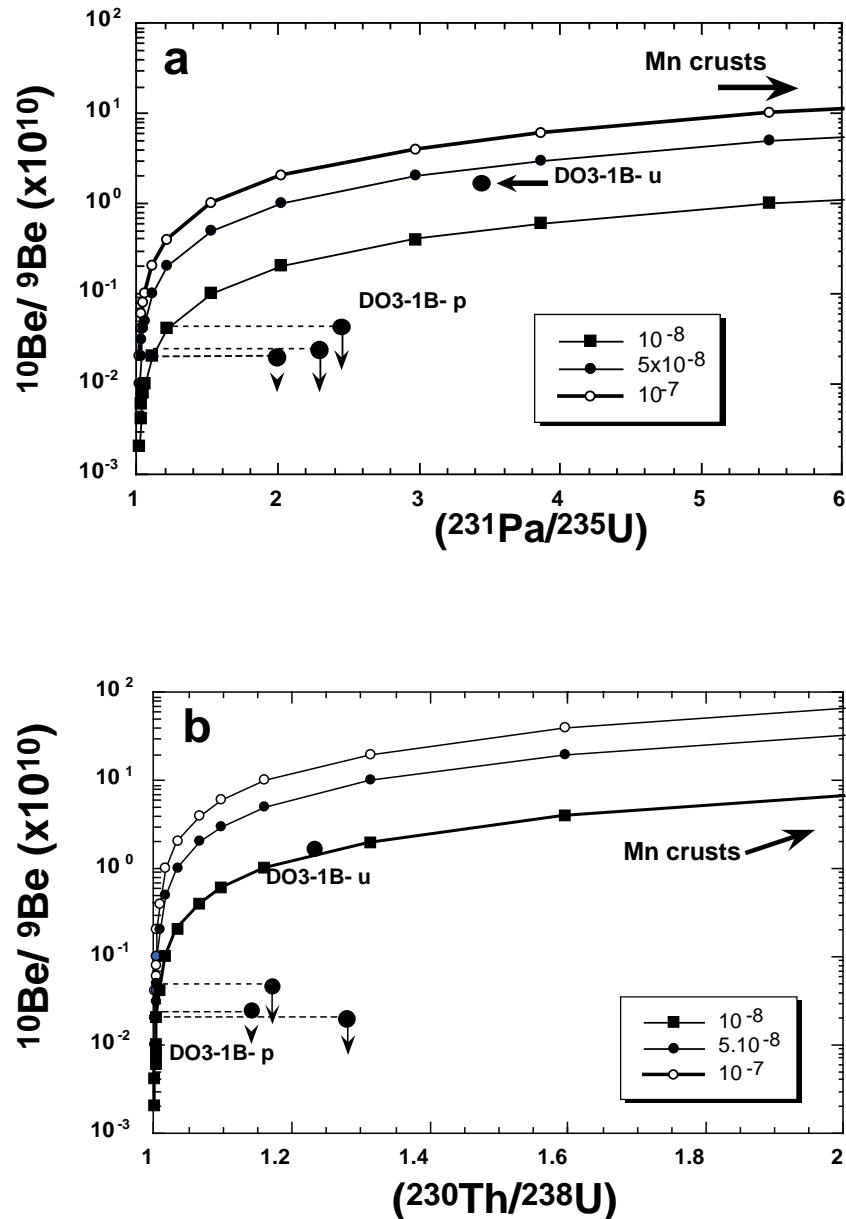 a
Mn crusts
DO3-1B- u
DO3-1B- p
10⁻⁸
5x10⁻⁸
10⁻⁷
10²
10¹
10⁰
10⁻¹
10⁻²
10⁻³
¹⁰Be/ ⁹Be (x10¹⁰)
1 2 3 4 5 6
(²³¹Pa/²³⁵U)
b
Mn crusts
DO3-1B- u
DO3-1B- p
10⁻⁸
5.10⁻⁸
10⁻⁷
10²
10¹
10⁰
10⁻¹
10⁻²
10⁻³
¹⁰Be/ ⁹Be (x10¹⁰)
1 1.2 1.4 1.6 1.8 2
(²³⁰Th/²³⁸U)